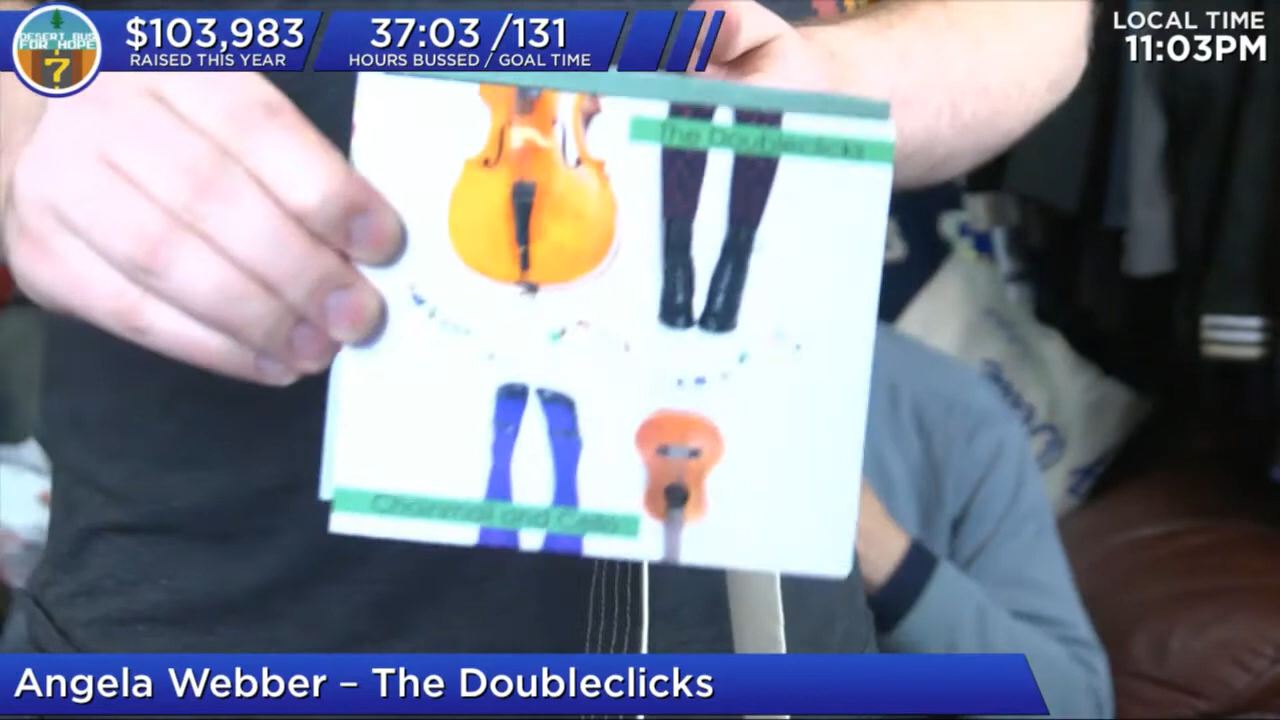 DESERT BUS
FOR HOPE
7
$103,983
RAISED THIS YEAR
37:03 /131
HOURS BUSSED / GOAL TIME
LOCAL TIME
11:03PM
The Doubleclicks
Chainmail and Cello
Angela Webber – The Doubleclicks